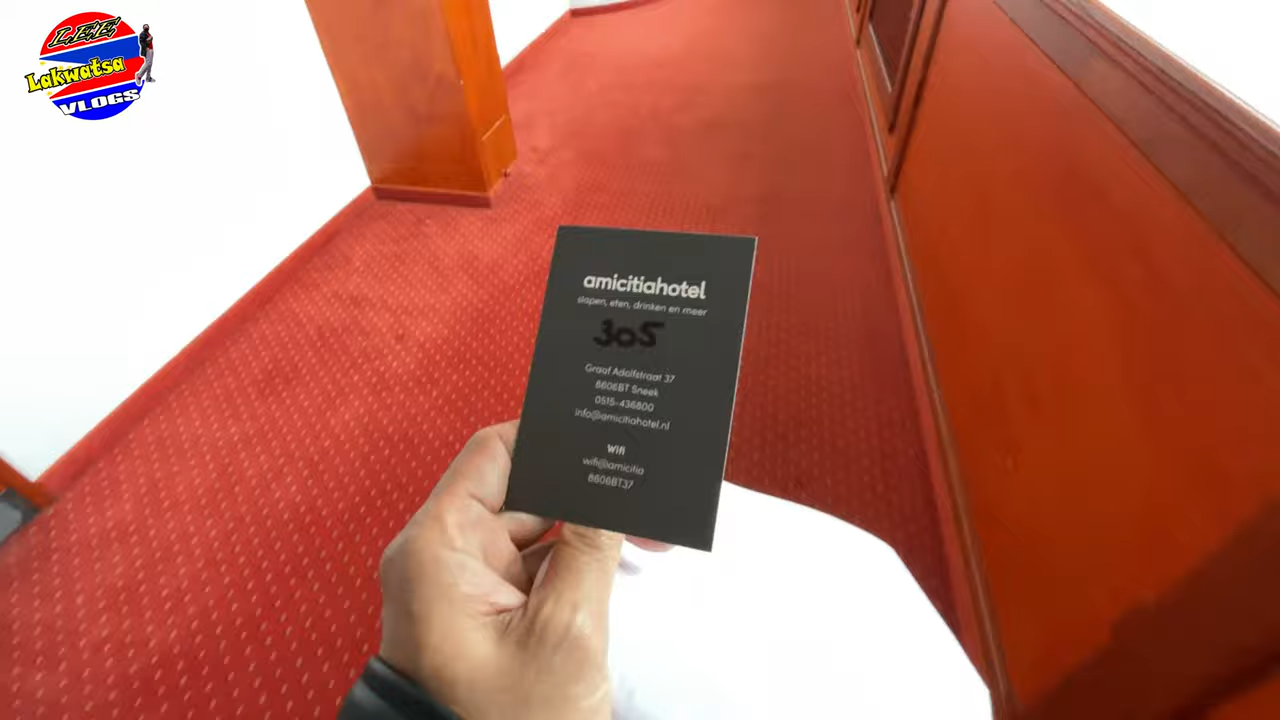 LEE
Lakwatsa
VLOGS
amicitiahotel
slapen, eten, drinken en meer
305
Graaf Adolfstraat 37
8606BT Sneek
0515-436800
info@amicitiahotel.nl
Wifi
wifi@amicitia
8606BT37